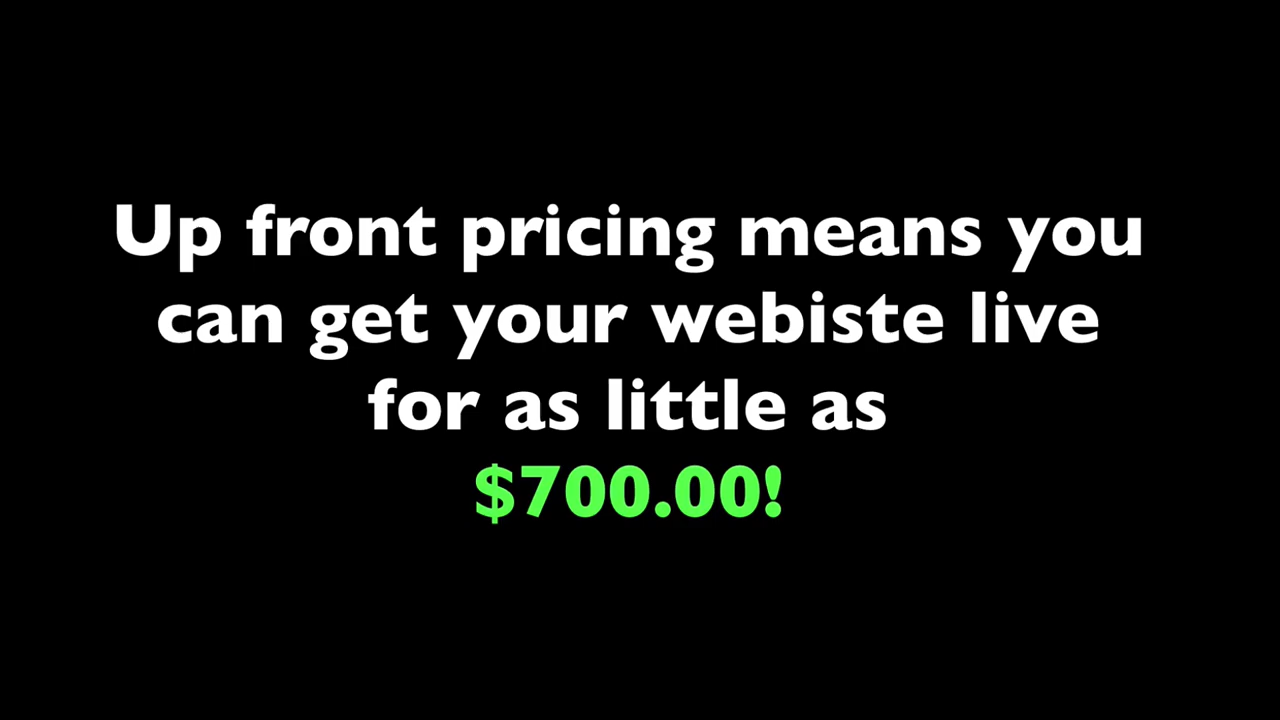 Up front pricing means you
can get your webiste live
for as little as
$700.00!